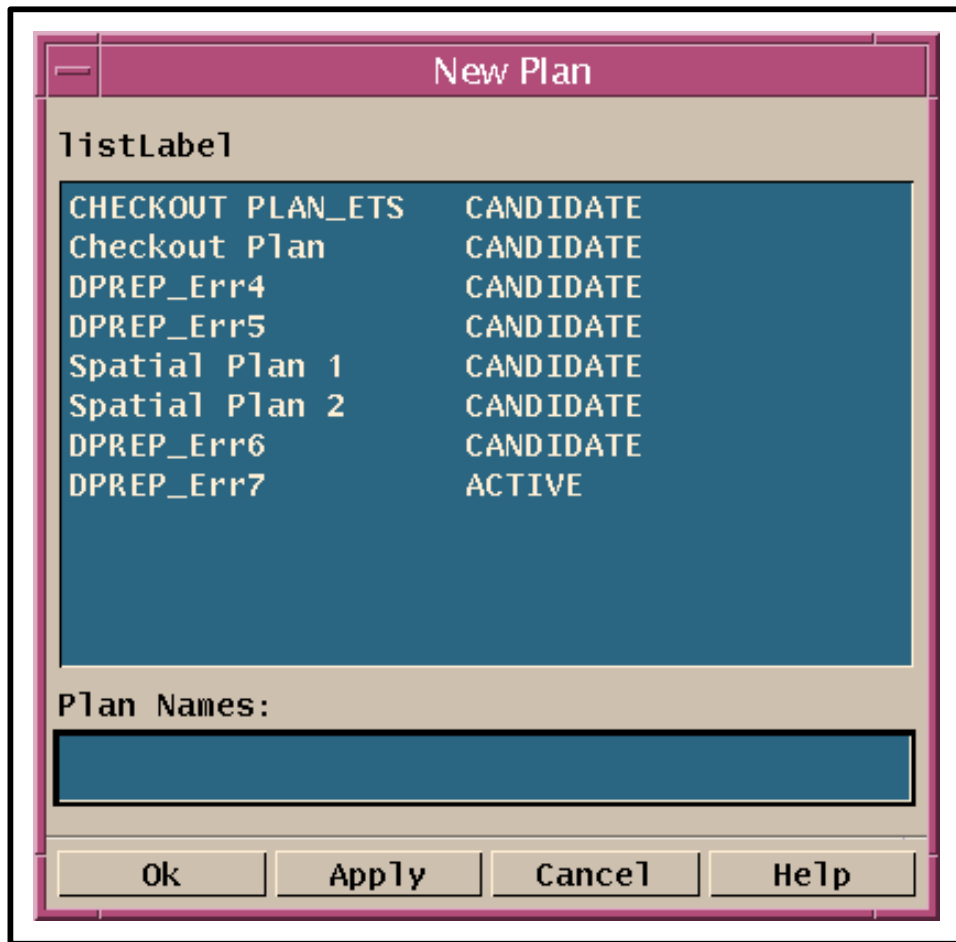 New Plan
listLabel
CHECKOUT PLAN_ETS CANDIDATE
Checkout Plan CANDIDATE
DPREP_Err4 CANDIDATE
DPREP_Err5 CANDIDATE
Spatial Plan 1 CANDIDATE
Spatial Plan 2 CANDIDATE
DPREP_Err6 CANDIDATE
DPREP_Err7 ACTIVE
Plan Names:
Ok Apply Cancel Help